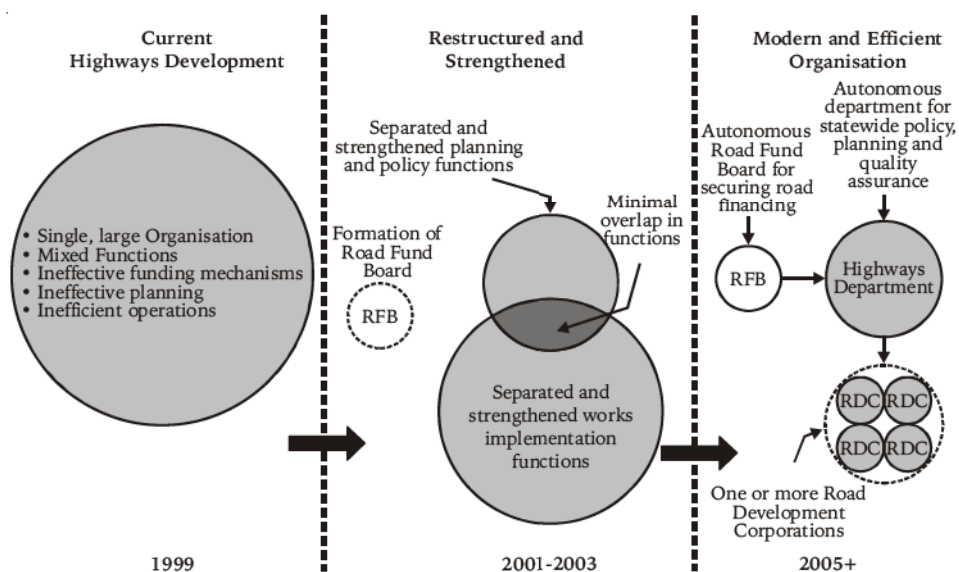 Current
Highways Development
• Single, large Organisation
• Mixed Functions
• Ineffective funding mechanisms
• Ineffective planning
• Inefficient operations
1999
Restructured and
Strengthened
Separated and
strengthened planning
and policy functions
Minimal
overlap in
functions
Formation of
Road Fund
Board
RFB
Separated and
strengthened works
implementation
functions
2001-2003
Modern and Efficient
Organisation
Autonomous
Road Fund
Board for
securing road
financing
Autonomous
department for
statewide policy,
planning and
quality
assurance
RFB
Highways
Department
RDC RDC
RDC RDC
One or more Road
Development
Corporations
2005+